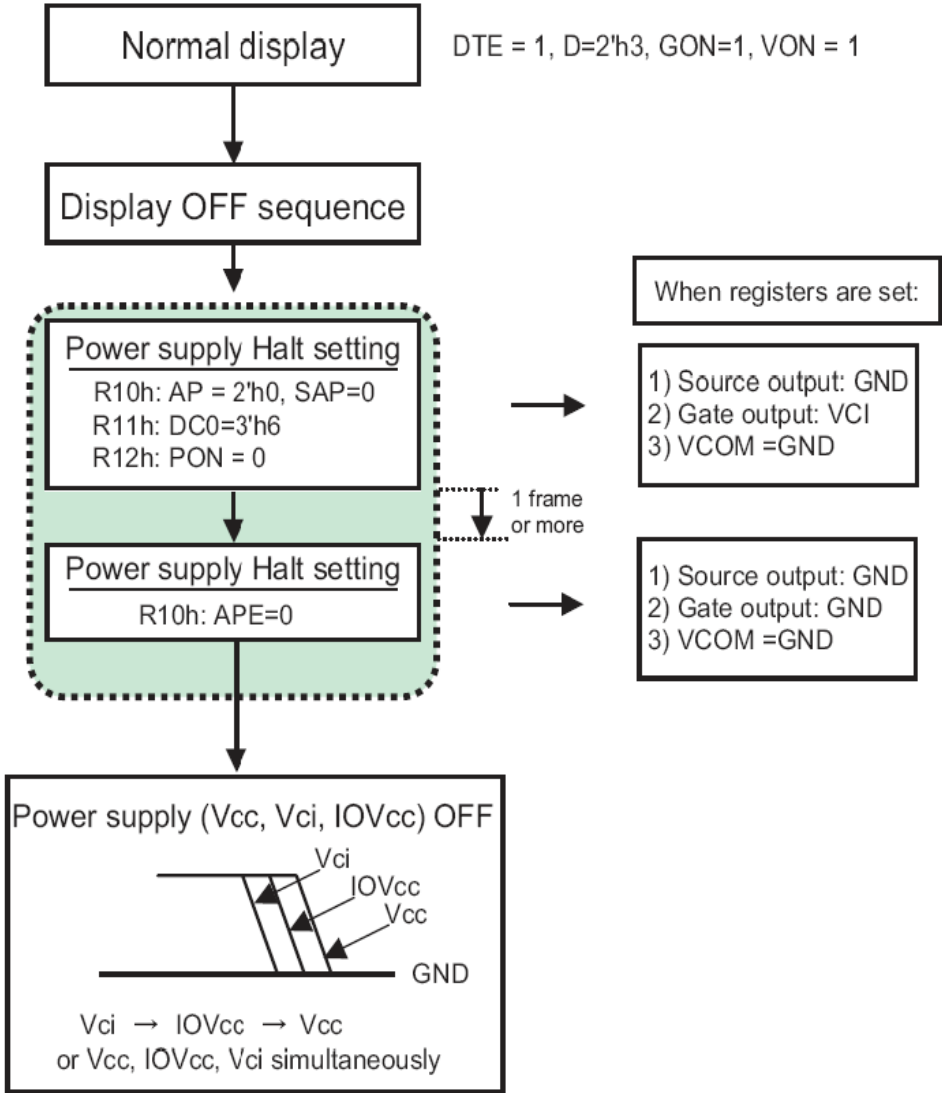 Normal display
DTE = 1, D=2'h3, GON=1, VON = 1
Display OFF sequence
Power supply Halt setting
R10h: AP = 2'h0, SAP=0
R11h: DC0=3'h6
R12h: PON = 0
When registers are set:
1) Source output: GND
2) Gate output: VCI
3) VCOM =GND
1 frame
or more
Power supply Halt setting
R10h: APE=0
1) Source output: GND
2) Gate output: GND
3) VCOM =GND
Power supply (Vcc, Vci, IOVcc) OFF
Vci
IOVcc
Vcc
GND
Vci → IOVcc → Vcc
or Vcc, IOVcc, Vci simultaneously